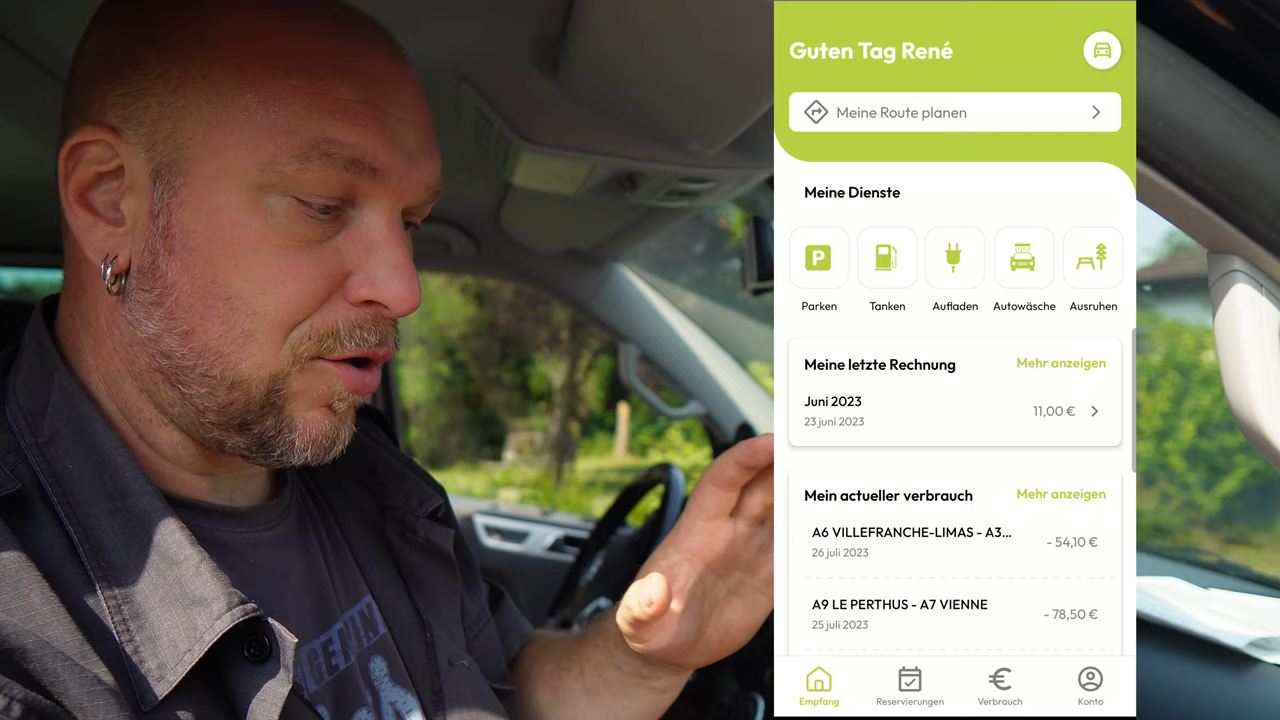 Guten Tag René
Meine Route planen
Meine Dienste
P
Parken
Tanken
Aufladen
Autowäsche
Ausruhen
Meine letzte Rechnung
Mehr anzeigen
Juni 2023
11,00 €
23 juni 2023
Mein actueller verbrauch
Mehr anzeigen
A6 VILLEFRANCHE-LIMAS - A3...
- 54,10 €
26 juli 2023
A9 LE PERTHUS - A7 VIENNE
- 78,50 €
25 juli 2023
Empfang
Reservierungen
Verbrauch
Konto